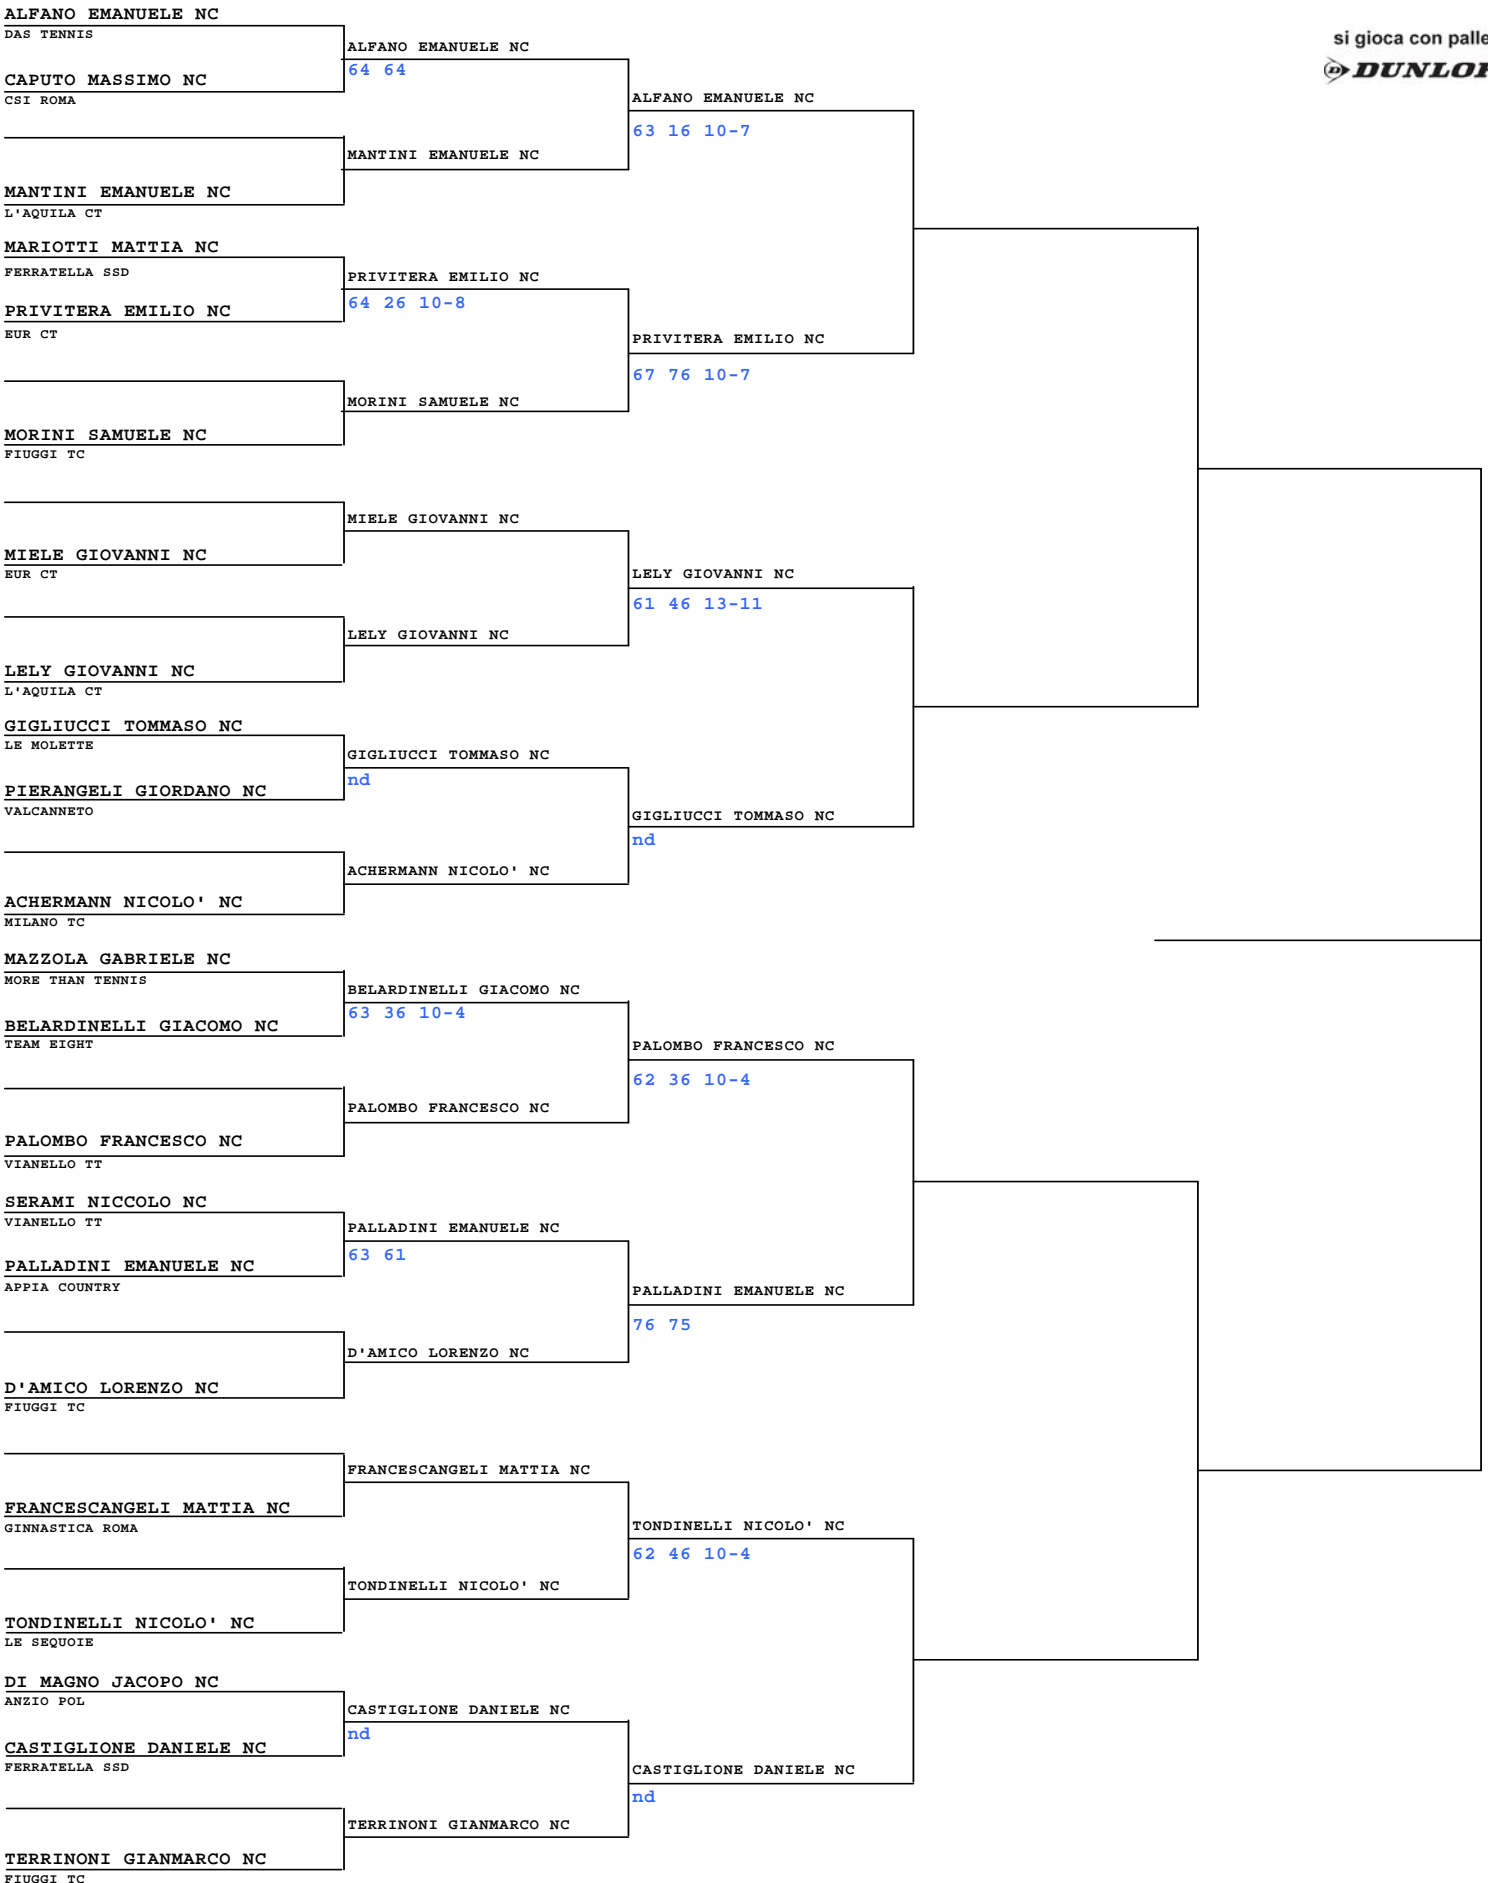 ALFANO EMANUELE NC
DAS TENNIS
si gioca con palle
ALFANO EMANUELE NC
64 64
CAPUTO MASSIMO NC
CSI ROMA
ALFANO EMANUELE NC
63 16 10-7
MANTINI EMANUELE NC
MANTINI EMANUELE NC
L'AQUILA CT
MARIOTTI MATTIA NC
FERRATELLA SSD
PRIVITERA EMILIO NC
64 26 10-8
PRIVITERA EMILIO NC
EUR CT
PRIVITERA EMILIO NC
67 76 10-7
MORINI SAMUELE NC
MORINI SAMUELE NC
FIUGGI TC
MIELE GIOVANNI NC
MIELE GIOVANNI NC
EUR CT
LELY GIOVANNI NC
61 46 13-11
LELY GIOVANNI NC
LELY GIOVANNI NC
L'AQUILA CT
GIGLIUCCI TOMMASO NC
LE MOLETTE
GIGLIUCCI TOMMASO NC
nd
PIERANGELI GIORDANO NC
VALCANNETO
GIGLIUCCI TOMMASO NC
nd
ACHERMANN NICOLO' NC
ACHERMANN NICOLO' NC
MILANO TC
MAZZOLA GABRIELE NC
MORE THAN TENNIS
BELARDINELLI GIACOMO NC
63 36 10-4
BELARDINELLI GIACOMO NC
TEAM EIGHT
PALOMBO FRANCESCO NC
62 36 10-4
PALOMBO FRANCESCO NC
PALOMBO FRANCESCO NC
VIANELLO TT
SERAMI NICCOLO NC
VIANELLO TT
PALLADINI EMANUELE NC
63 61
PALLADINI EMANUELE NC
APPIA COUNTRY
PALLADINI EMANUELE NC
76 75
D'AMICO LORENZO NC
D'AMICO LORENZO NC
FIUGGI TC
FRANCESCANGELI MATTIA NC
FRANCESCANGELI MATTIA NC
GINNASTICA ROMA
TONDINELLI NICOLO' NC
62 46 10-4
TONDINELLI NICOLO' NC
TONDINELLI NICOLO' NC
LE SEQUOIE
DI MAGNO JACOPO NC
ANZIO POL
CASTIGLIONE DANIELE NC
nd
CASTIGLIONE DANIELE NC
FERRATELLA SSD
CASTIGLIONE DANIELE NC
nd
TERRINONI GIANMARCO NC
TERRINONI GIANMARCO NC
FIUGGI TC